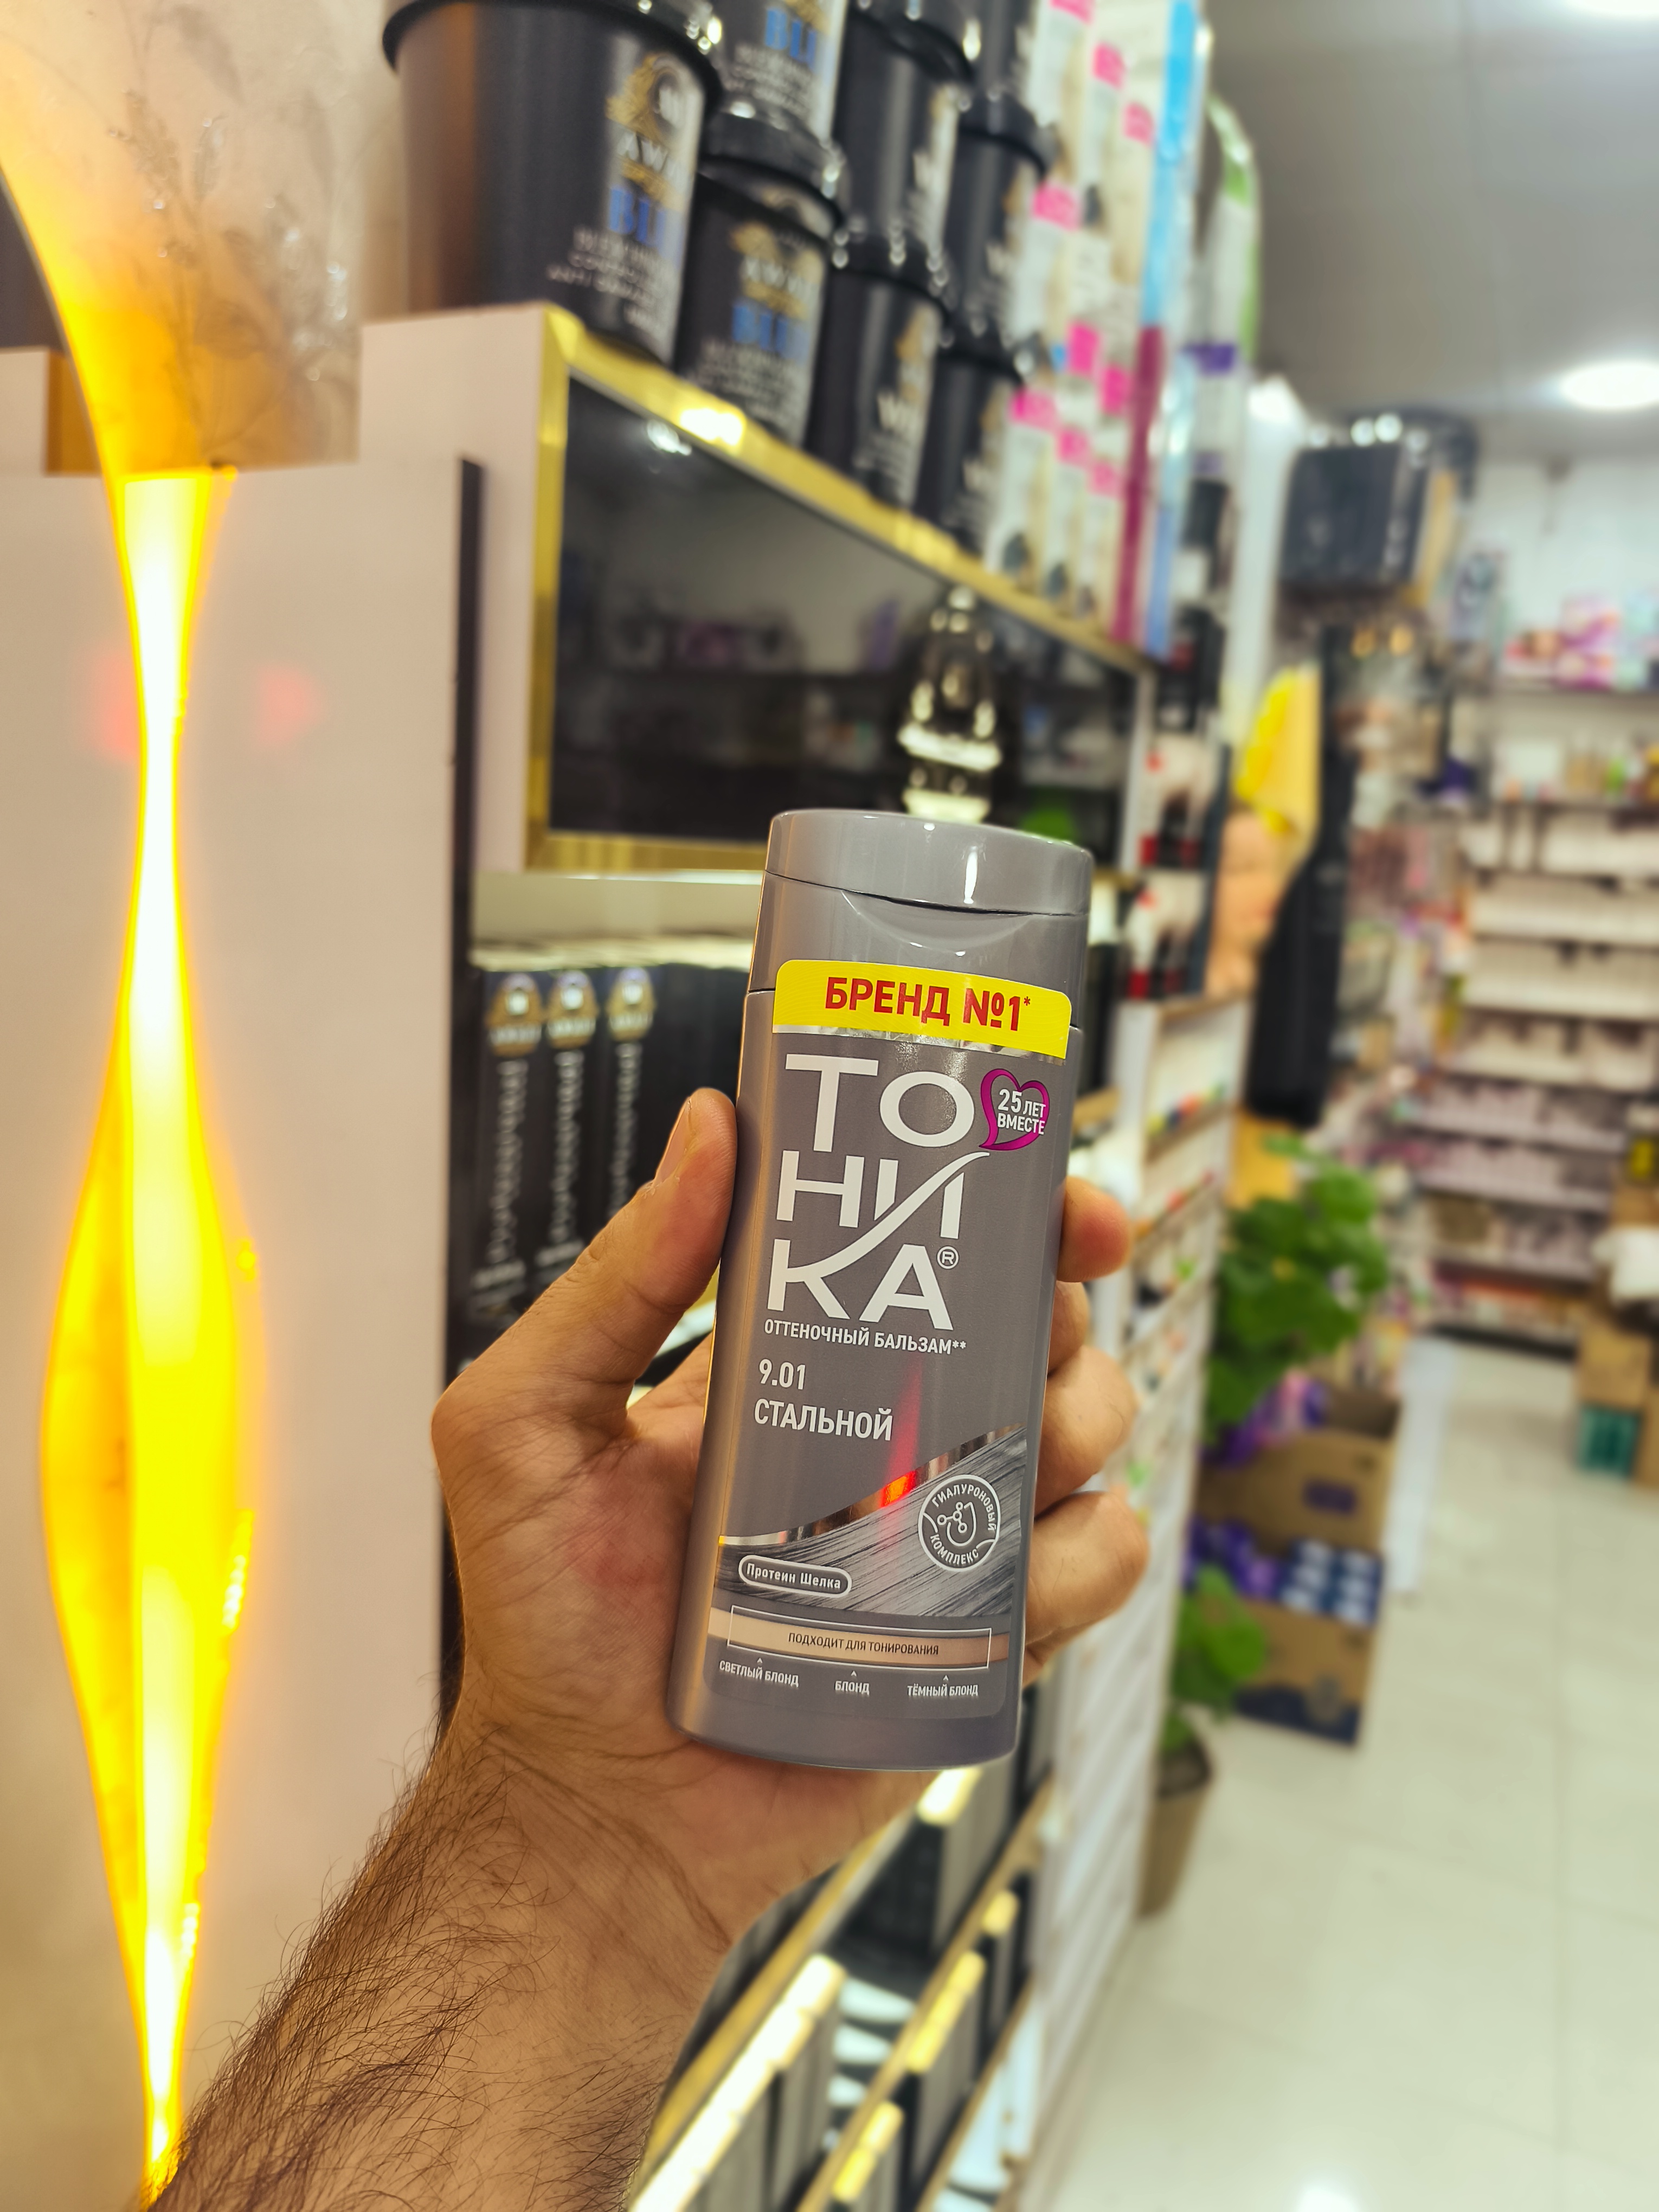 БРЕНД №1*
ТО
НИ
КА®
25 ЛЕТ
ВМЕСТЕ
ОТТЕНОЧНЫЙ БАЛЬЗАМ**
9.01
СТАЛЬНОЙ
ГИАЛУРОНОВЫЙ
КОМПЛЕКС
Протеин Шелка
ПОДХОДИТ ДЛЯ ТОНИРОВАНИЯ
СВЕТЛЫЙ БЛОНД БЛОНД ТЁМНЫЙ БЛОНД